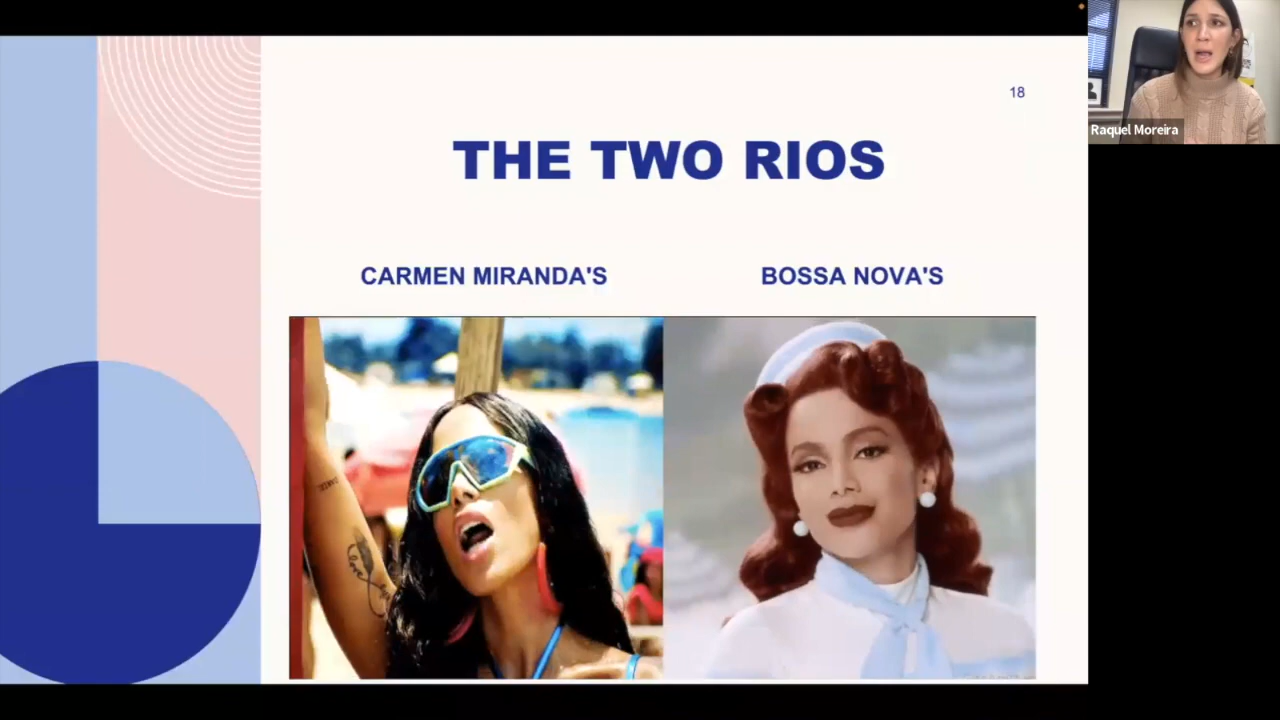 18
THE TWO RIOS
CARMEN MIRANDA'S
BOSSA NOVA'S
Raquel Moreira